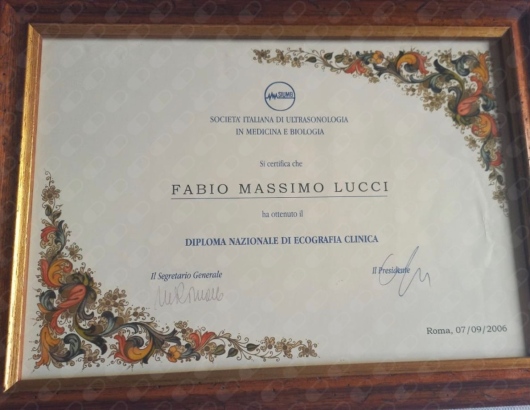 SIUMB
SOCIETA' ITALIANA DI ULTRASONOLOGIA
IN MEDICINA E BIOLOGIA
Si certifica che
FABIO MASSIMO LUCCI
ha ottenuto il
DIPLOMA NAZIONALE DI ECOGRAFIA CLINICA
Il Segretario Generale
Il Presidente
Roma, 07/09/2006